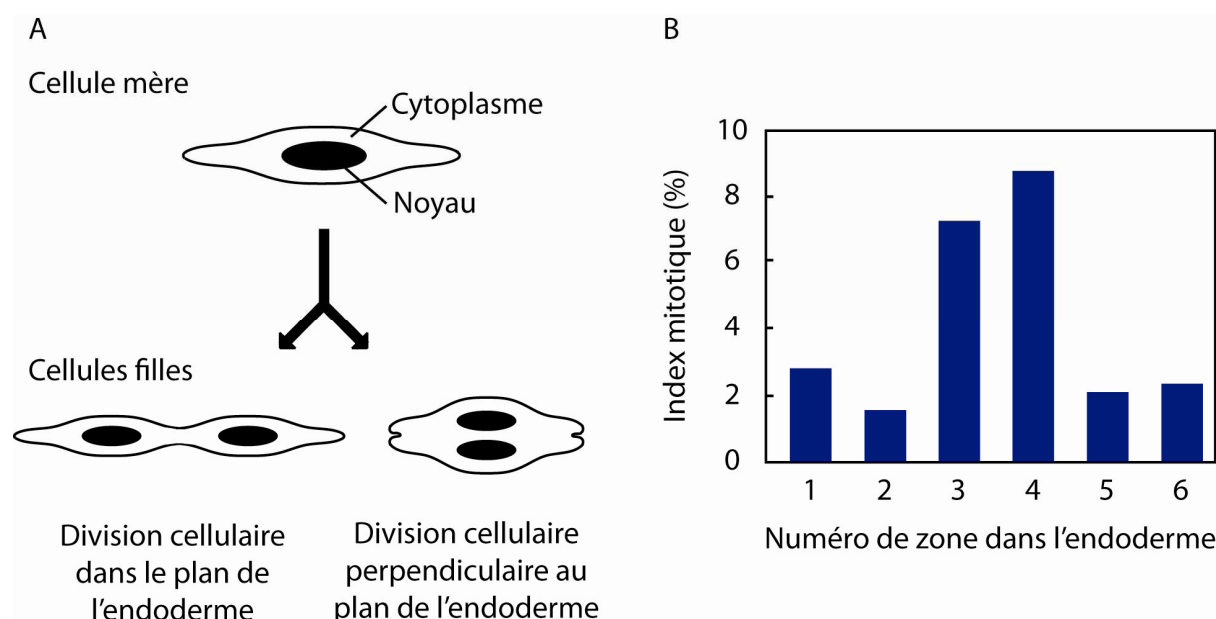 A
Cellule mère
Cytoplasme
Noyau
Cellules filles
Division cellulaire
dans le plan de
l'endoderme
Division cellulaire
perpendiculaire au
plan de l'endoderme
B
Index mitotique (%)
10
8
6
4
2
0
1 2 3 4 5 6
Numéro de zone dans l'endoderme